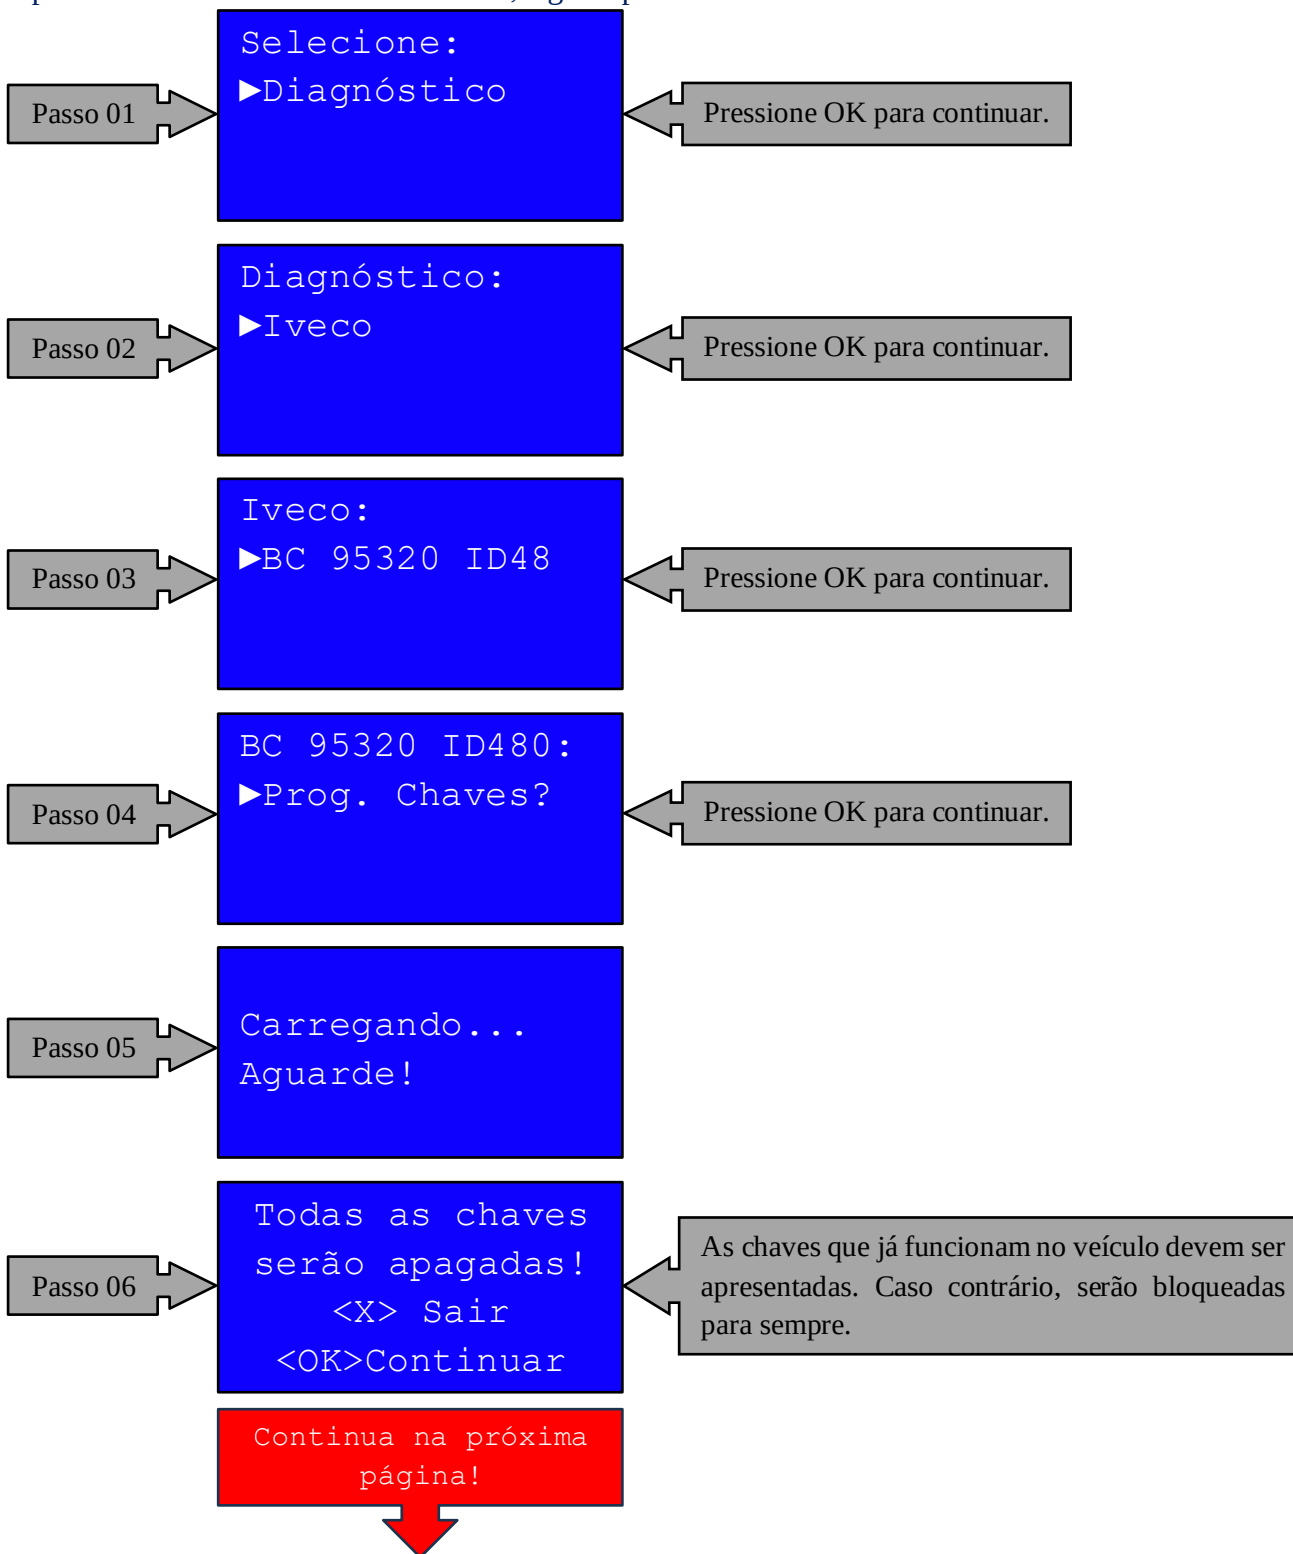 Selecione:
►Diagnóstico
Passo 01
Pressione OK para continuar.
Diagnóstico:
►Iveco
Passo 02
Pressione OK para continuar.
Iveco:
►BC 95320 ID48
Passo 03
Pressione OK para continuar.
BC 95320 ID480:
►Prog. Chaves?
Passo 04
Pressione OK para continuar.
Carregando...
Aguarde!
Passo 05
Todas as chaves
serão apagadas!
<X> Sair
<OK>Continuar
Passo 06
As chaves que já funcionam no veículo devem ser
apresentadas. Caso contrário, serão bloqueadas
para sempre.
Continua na próxima
página!